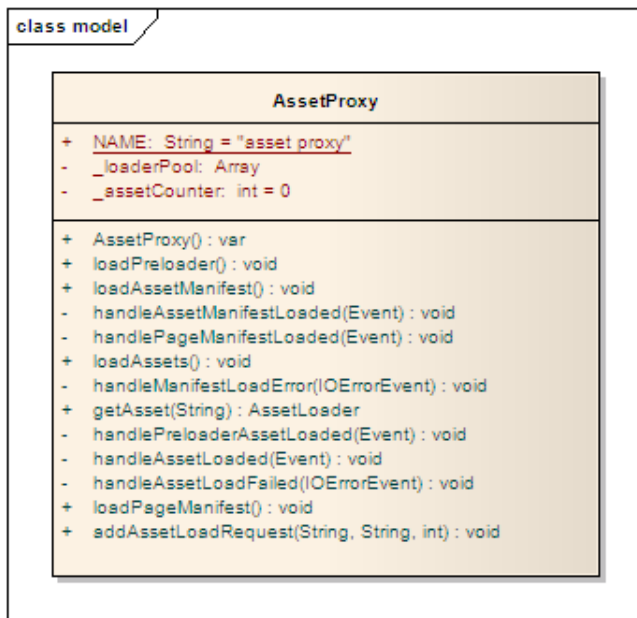 class model
AssetProxy
+ NAME: String = "asset proxy"
- _loaderPool: Array
- _assetCounter: int = 0
+ AssetProxy() : var
+ loadPreloader() : void
+ loadAssetManifest() : void
- handleAssetManifestLoaded(Event) : void
- handlePageManifestLoaded(Event) : void
+ loadAssets() : void
- handleManifestLoadError(IOErrorEvent) : void
+ getAsset(String) : AssetLoader
- handlePreloaderAssetLoaded(Event) : void
- handleAssetLoaded(Event) : void
- handleAssetLoadFailed(IOErrorEvent) : void
+ loadPageManifest() : void
+ addAssetLoadRequest(String, String, int) : void